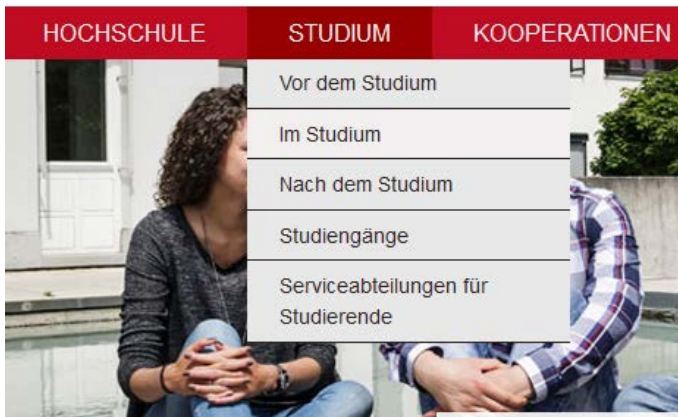 HOCHSCHULE STUDIUM KOOPERATIONEN
Vor dem Studium
Im Studium
Nach dem Studium
Studiengänge
Serviceabteilungen für
Studierende